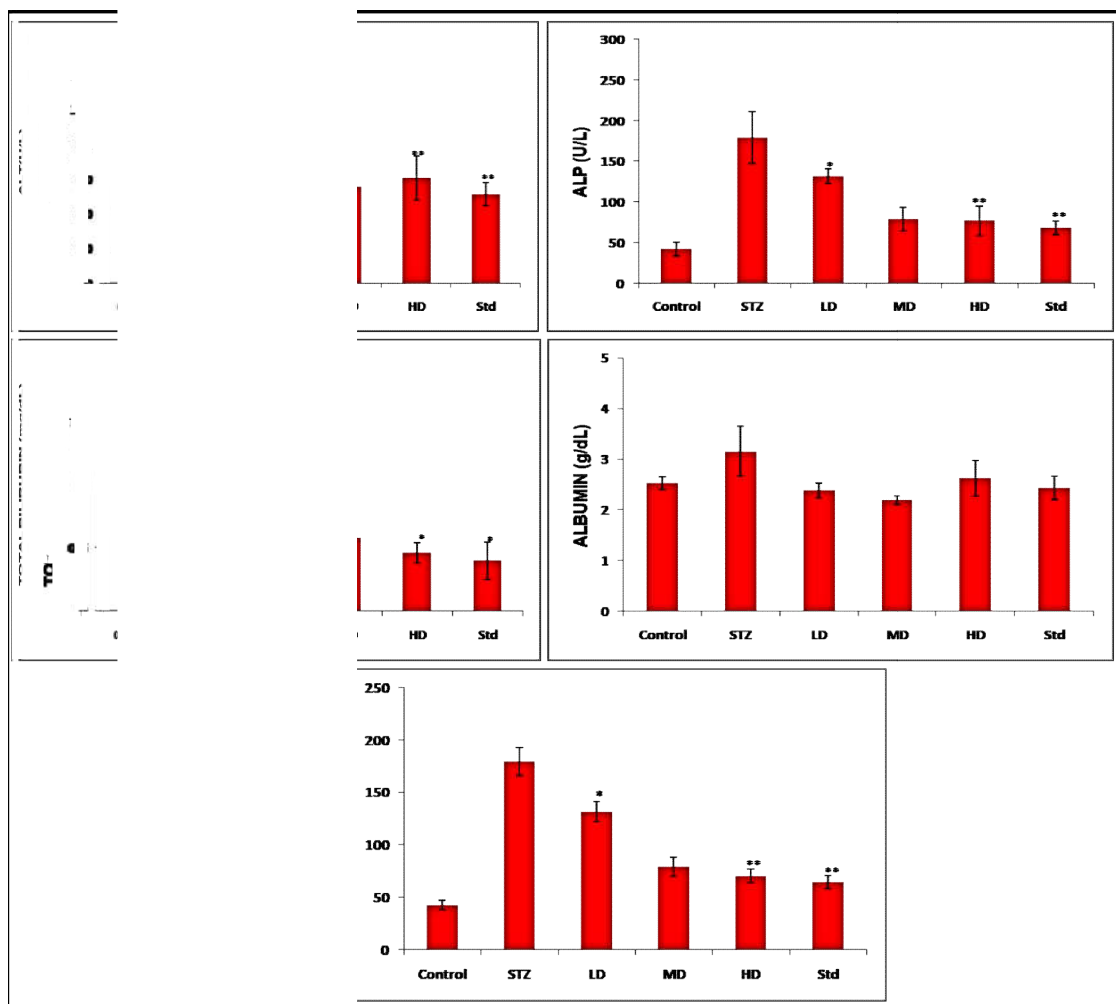 **
**
HD
Std
300
250
200
150
100
50
0
ALP (U/L)
*
**
**
Control
STZ
LD
MD
HD
Std
*
*
HD
Std
5
4
3
2
1
0
ALBUMIN (g/dL)
Control
STZ
LD
MD
HD
Std
250
200
150
100
50
0
*
**
**
Control
STZ
LD
MD
HD
Std